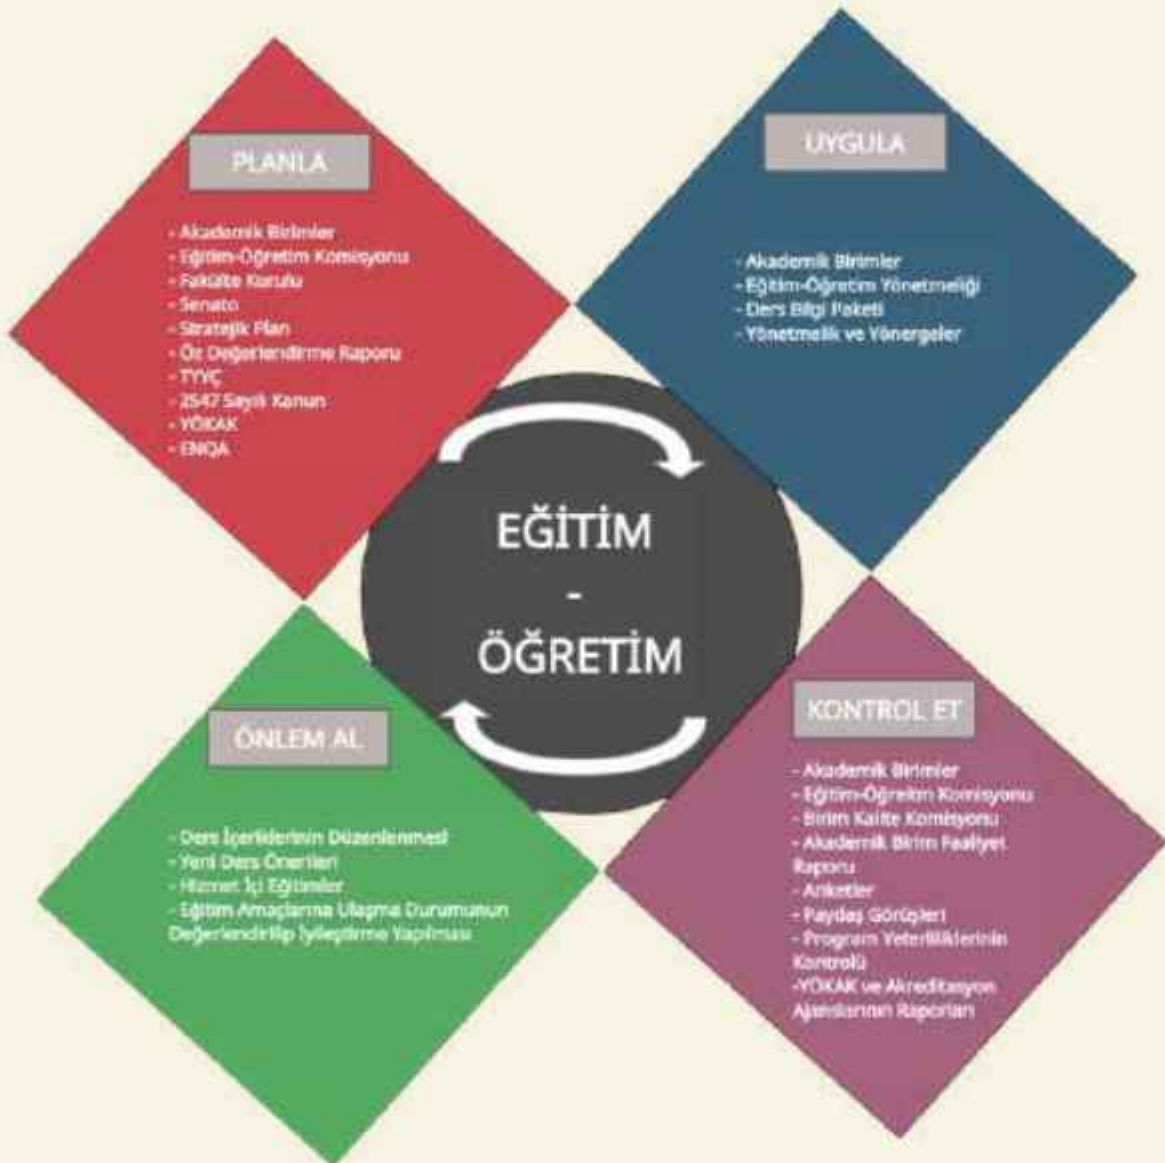 PLANLA
- Akademik Birimler
- Eğitim-Öğretim Komisyonu
- Fakülte Kurulu
- Senato
- Stratejik Plan
- Öz Değerlendirme Raporu
- TYYÇ
- 2547 Sayılı Kanun
- YÖKAK
- ENQA
UYGULA
- Akademik Birimler
- Eğitim-Öğretim Yönetmeliği
- Ders Bilgi Paketi
- Yönetmelik ve Yönergeler
EĞİTİM
-
ÖĞRETİM
ÖNLEM AL
- Ders İçeriklerinin Düzenlenmesi
- Yeni Ders Önerileri
- Hizmet İçi Eğitimler
- Eğitim Amaçlarına Ulaşma Durumunun
Değerlendirilip İyileştirme Yapılması
KONTROL ET
- Akademik Birimler
- Eğitim-Öğretim Komisyonu
- Birim Kalite Komisyonu
- Akademik Birim Faaliyet
Raporu
- Anketler
- Paydaş Görüşleri
- Program Yeterliliklerinin
Kontrolü
-YÖKAK ve Akreditasyon
Ajanslarının Raporları